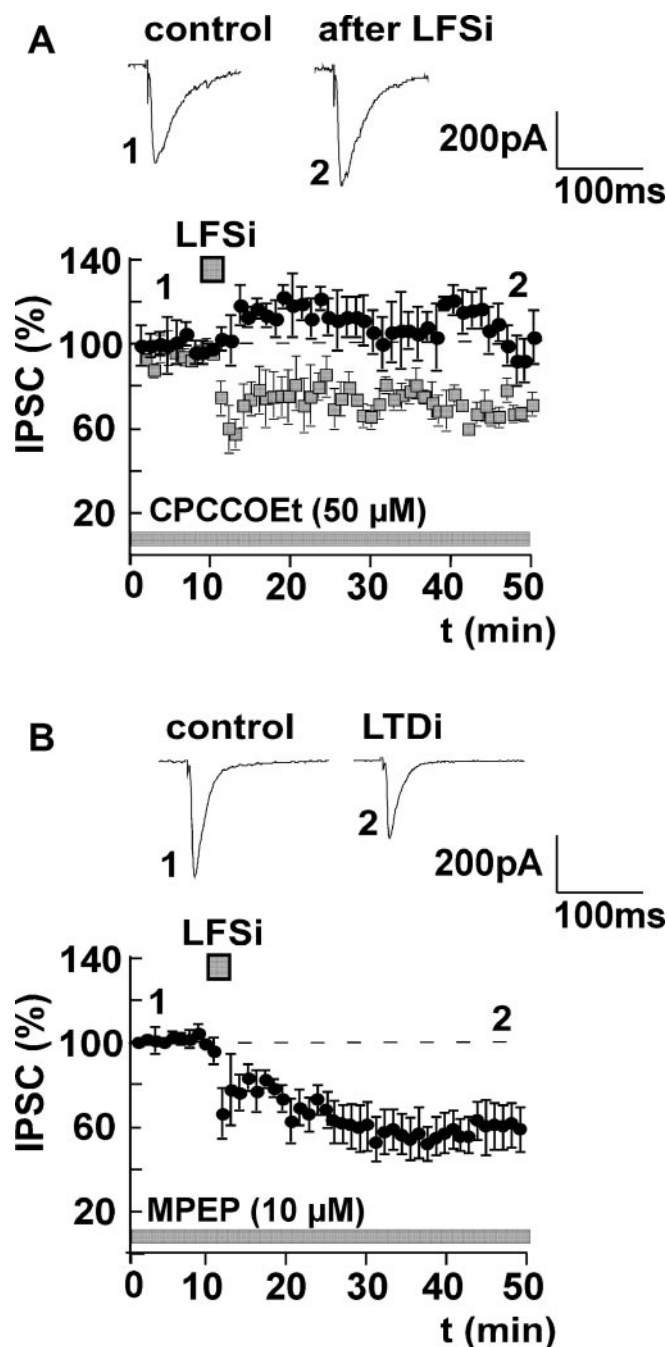 A
control after LFSi
1
2
200pA
100ms
LFSi
140
1
2
100
60
20
IPSC (%)
CPCCOEt (50 µM)
0 10 20 30 40 50
t (min)
B
control LTDi
1
2
200pA
100ms
LFSi
140
1
2
100
60
20
IPSC (%)
MPEP (10 µM)
0 10 20 30 40 50
t (min)